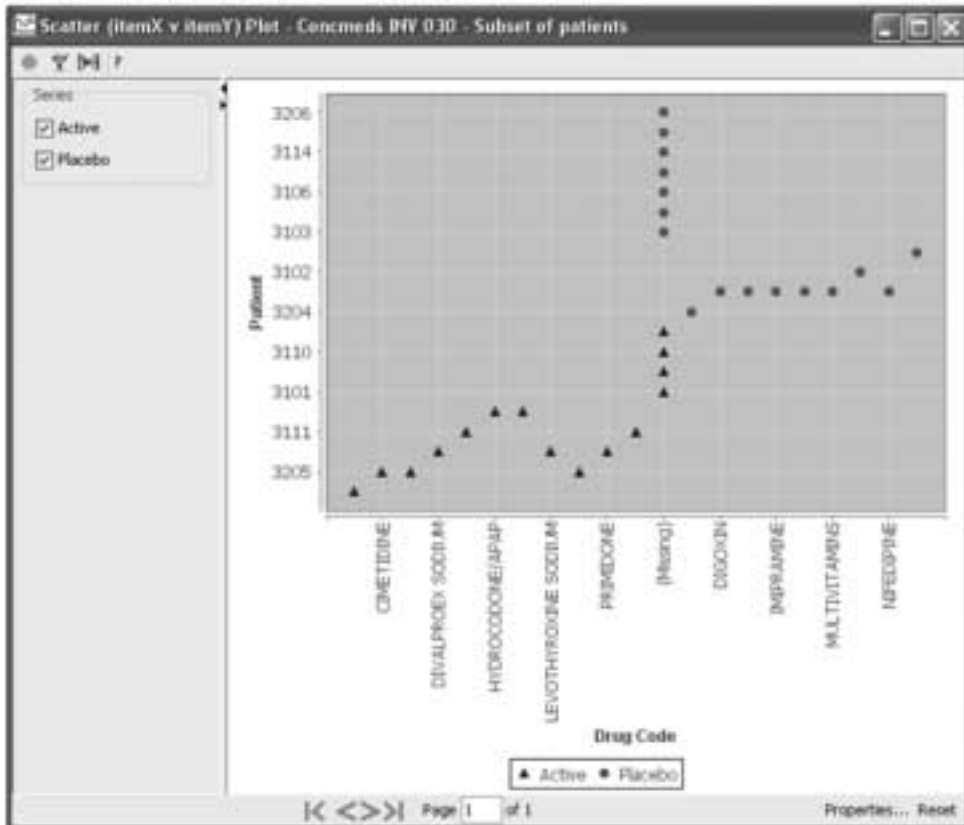 Scatter (itemX v itemY) Plot - Concmeds INV 030 - Subset of patients
Series
Active
Placebo
Patient
3206
3114
3106
3103
3102
3204
3110
3101
3111
3205
CIMETIDINE
DIVALPROEX SODIUM
HYDROCODONE/APAP
LEVOTHYROXINE SODIUM
PRIMIDONE
(Missing)
DIGOXIN
IMIPRAMINE
MULTIVITAMINS
NIFEDIPINE
Drug Code
Active Placebo
Page 1 of 1 Properties... Reset